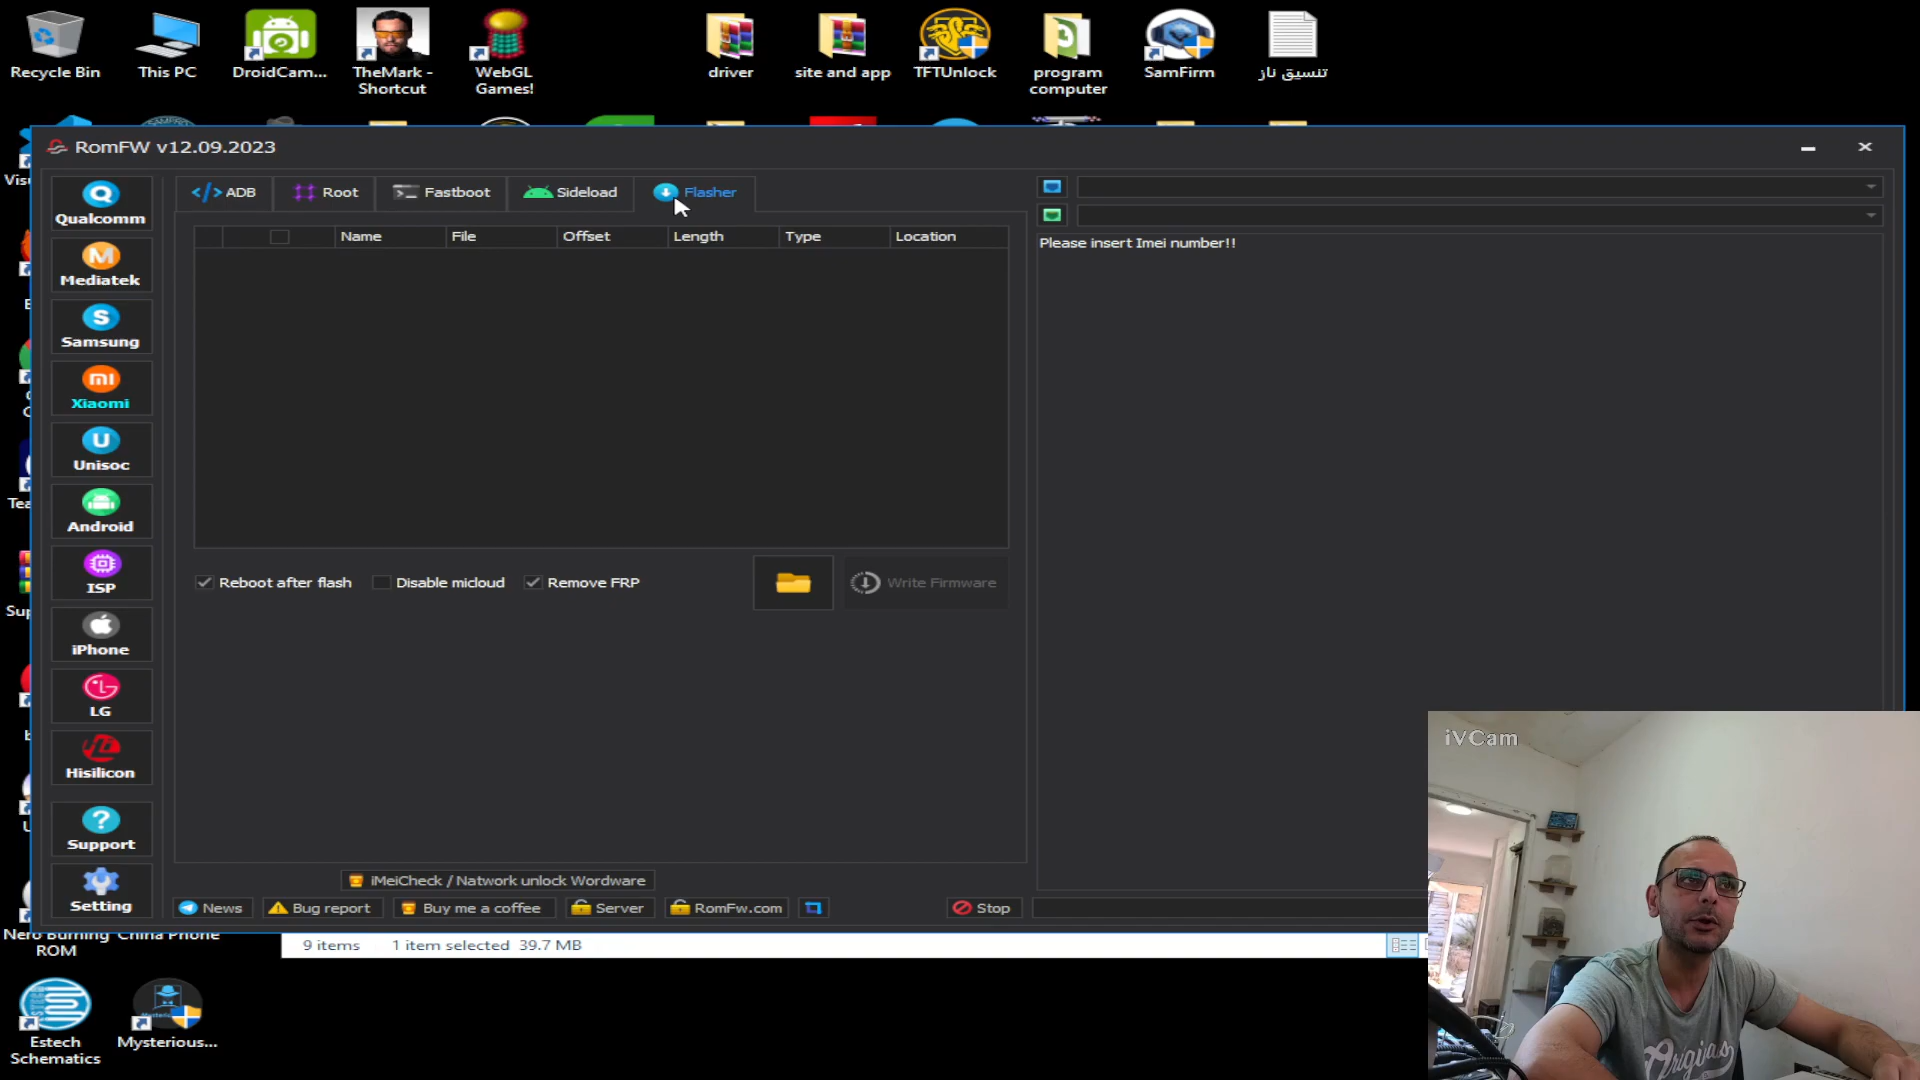 Recycle Bin
This PC
DroidCam...
TheMark -
Shortcut
WebGL
Games!
driver
site and app
TFTUnlock
program
computer
SamFirm
تنسيق ناز
RomFW v12.09.2023
Qualcomm
Mediatek
Samsung
Xiaomi
Unisoc
Android
ISP
iPhone
LG
Hisilicon
Support
Setting
ADB
Root
Fastboot
Sideload
Flasher
Name
File
Offset
Length
Type
Location
Please insert Imei number!!
Reboot after flash
Disable micloud
Remove FRP
Write Firmware
iMeiCheck / Natwork unlock Wordware
News
Bug report
Buy me a coffee
Server
RomFw.com
Stop
Nero Burning
ROM
China Phone
9 items
1 item selected 39.7 MB
Estech
Schematics
Mysterious...
iVCam